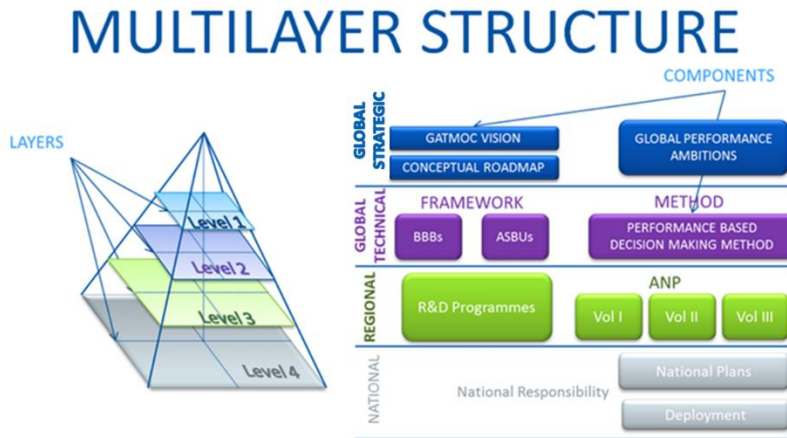 MULTILAYER STRUCTURE
COMPONENTS
LAYERS
Level 1
Level 2
Level 3
Level 4
GLOBAL
STRATEGIC
GATMOC VISION
CONCEPTUAL ROADMAP
GLOBAL PERFORMANCE
AMBITIONS
GLOBAL
TECHNICAL
FRAMEWORK
METHOD
BBBs
ASBUs
PERFORMANCE BASED
DECISION MAKING METHOD
REGIONAL
ANP
R&D Programmes
Vol I
Vol II
Vol III
NATIONAL
National Responsibility
National Plans
Deployment